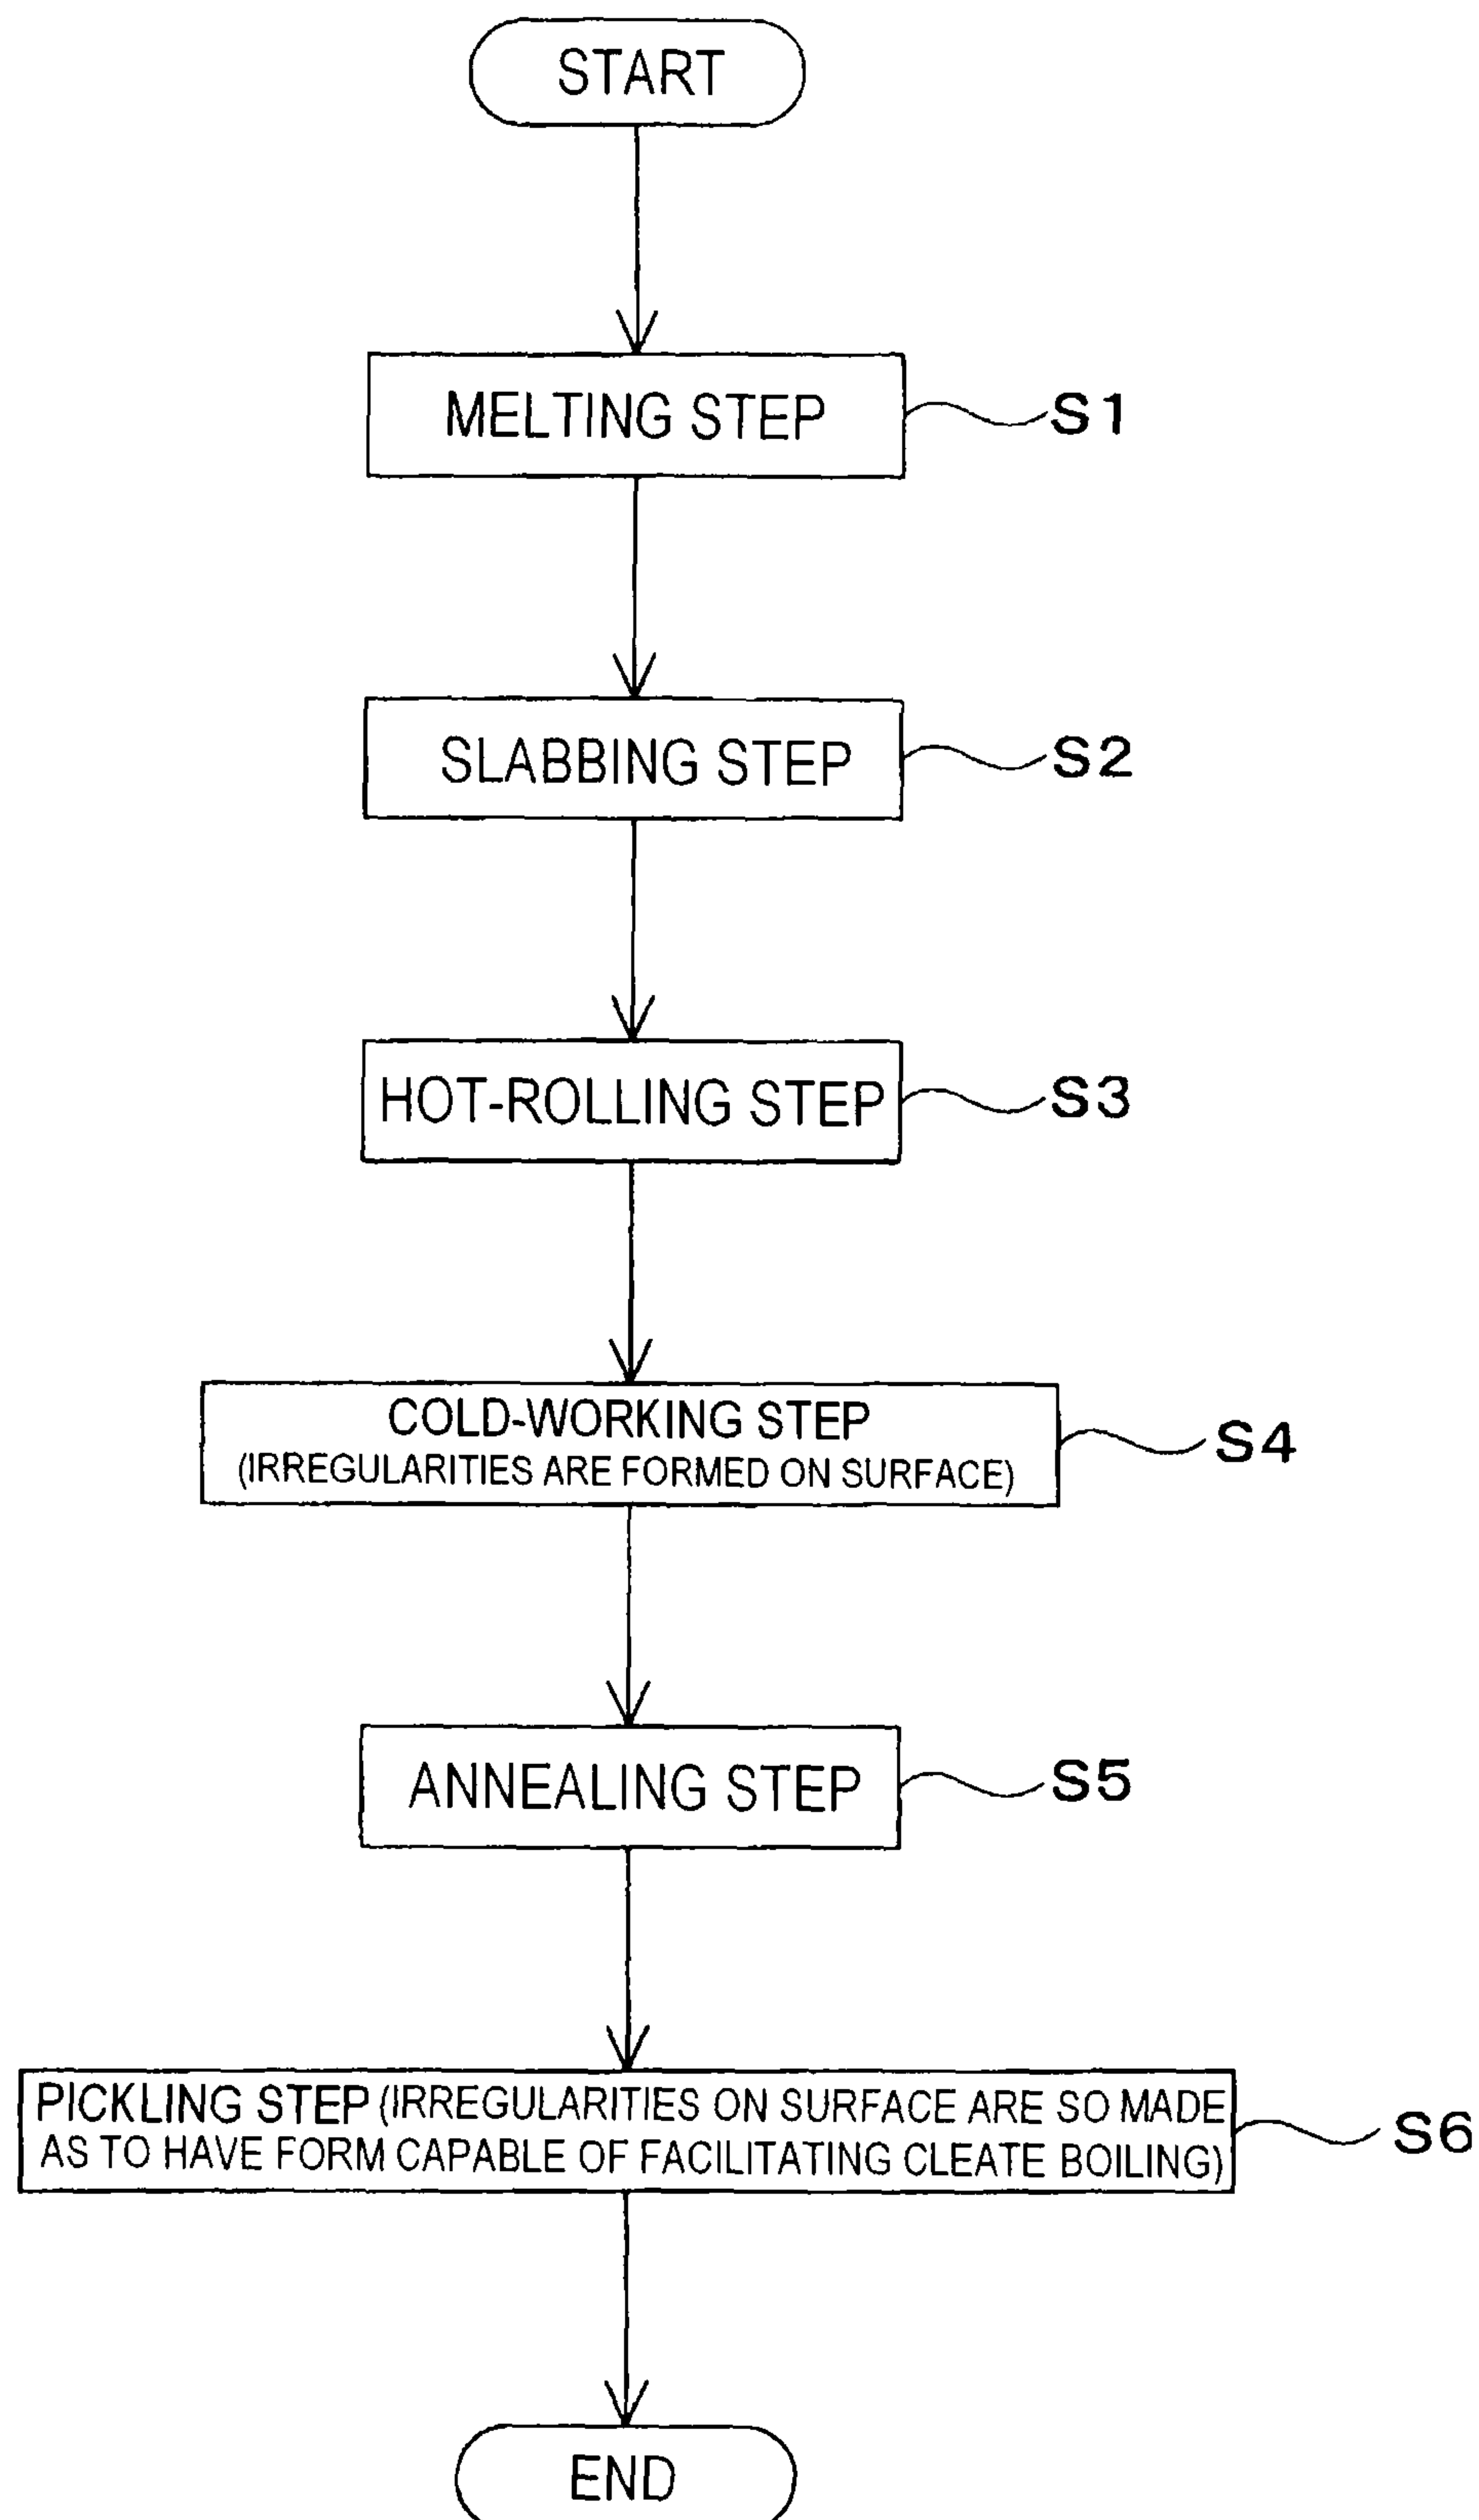 START
MELTING STEP
S1
SLABBING STEP
S2
HOT-ROLLING STEP
S3
COLD-WORKING STEP
(IRREGULARITIES ARE FORMED ON SURFACE)
S4
ANNEALING STEP
S5
PICKLING STEP (IRREGULARITIES ON SURFACE ARE SO MADE
AS TO HAVE FORM CAPABLE OF FACILITATING CLEATE BOILING)
S6
END